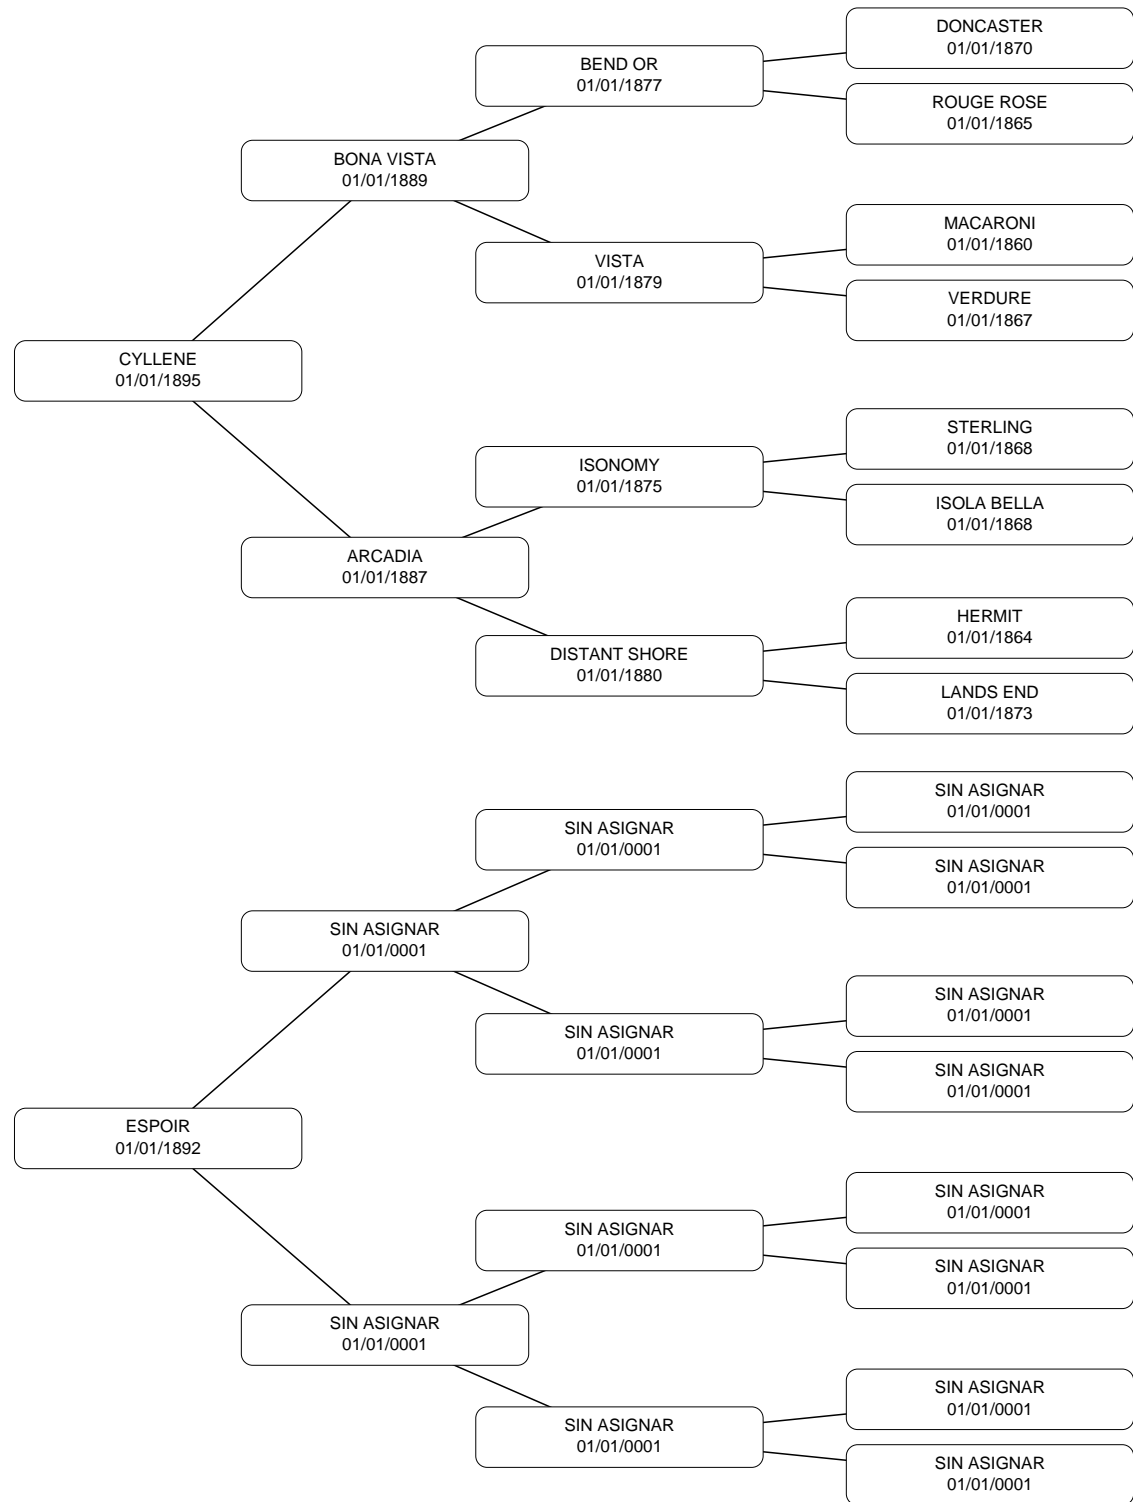 DONCASTER
01/01/1870
BEND OR
01/01/1877
ROUGE ROSE
01/01/1865
BONA VISTA
01/01/1889
MACARONI
01/01/1860
VISTA
01/01/1879
VERDURE
01/01/1867
CYLLENE
01/01/1895
STERLING
01/01/1868
ISONOMY
01/01/1875
ISOLA BELLA
01/01/1868
ARCADIA
01/01/1887
HERMIT
01/01/1864
DISTANT SHORE
01/01/1880
LANDS END
01/01/1873
SIN ASIGNAR
01/01/0001
SIN ASIGNAR
01/01/0001
SIN ASIGNAR
01/01/0001
SIN ASIGNAR
01/01/0001
SIN ASIGNAR
01/01/0001
SIN ASIGNAR
01/01/0001
SIN ASIGNAR
01/01/0001
ESPOIR
01/01/1892
SIN ASIGNAR
01/01/0001
SIN ASIGNAR
01/01/0001
SIN ASIGNAR
01/01/0001
SIN ASIGNAR
01/01/0001
SIN ASIGNAR
01/01/0001
SIN ASIGNAR
01/01/0001
SIN ASIGNAR
01/01/0001